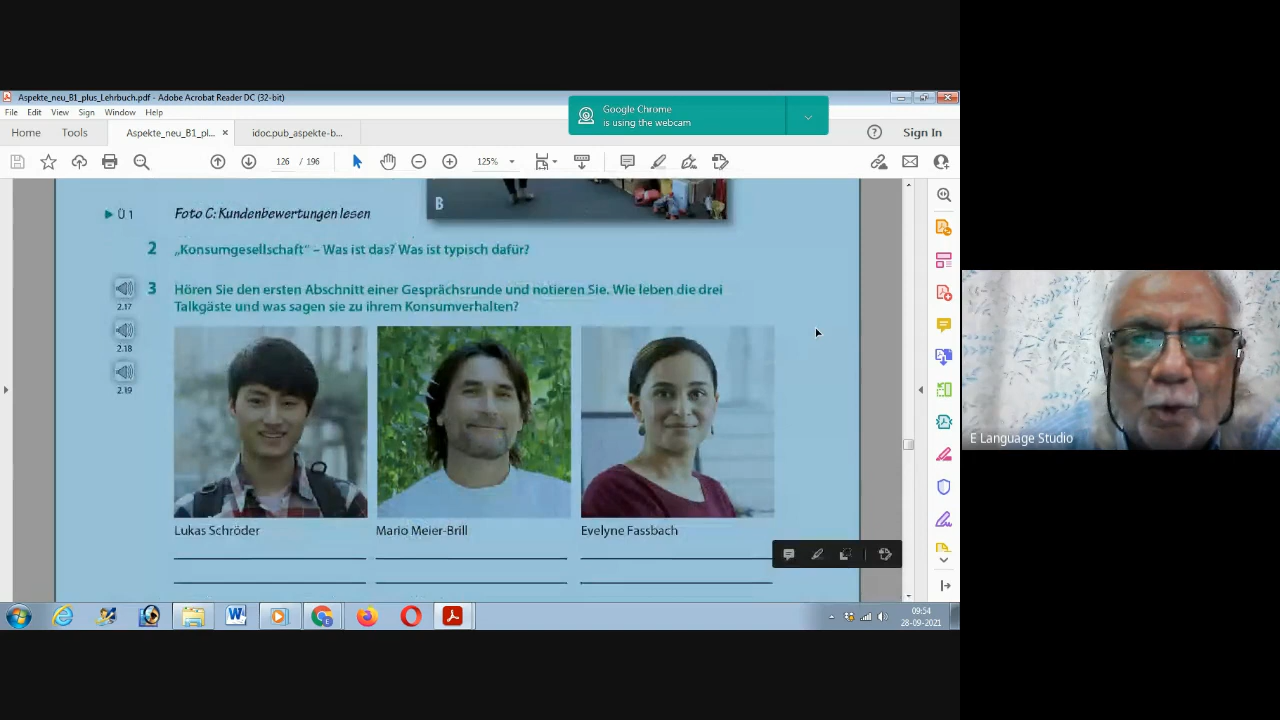 Aspekte_neu_B1_plus_Lehrbuch.pdf - Adobe Acrobat Reader DC (32-bit)
File Edit View Sign Window Help
Google Chrome
is using the webcam
Home Tools Aspekte_neu_B1_pl... × idoc.pub_aspekte-b... Sign In
126 / 196 125%
B
Ü 1 Foto C: Kundenbewertungen lesen
2 „Konsumgesellschaft“ – Was ist das? Was ist typisch dafür?
3 Hören Sie den ersten Abschnitt einer Gesprächsrunde und notieren Sie. Wie leben die drei
Talkgäste und was sagen sie zu ihrem Konsumverhalten?
2.17
2.18
2.19
Lukas Schröder Mario Meier-Brill Evelyne Fassbach
09:54
28-09-2021
E Language Studio